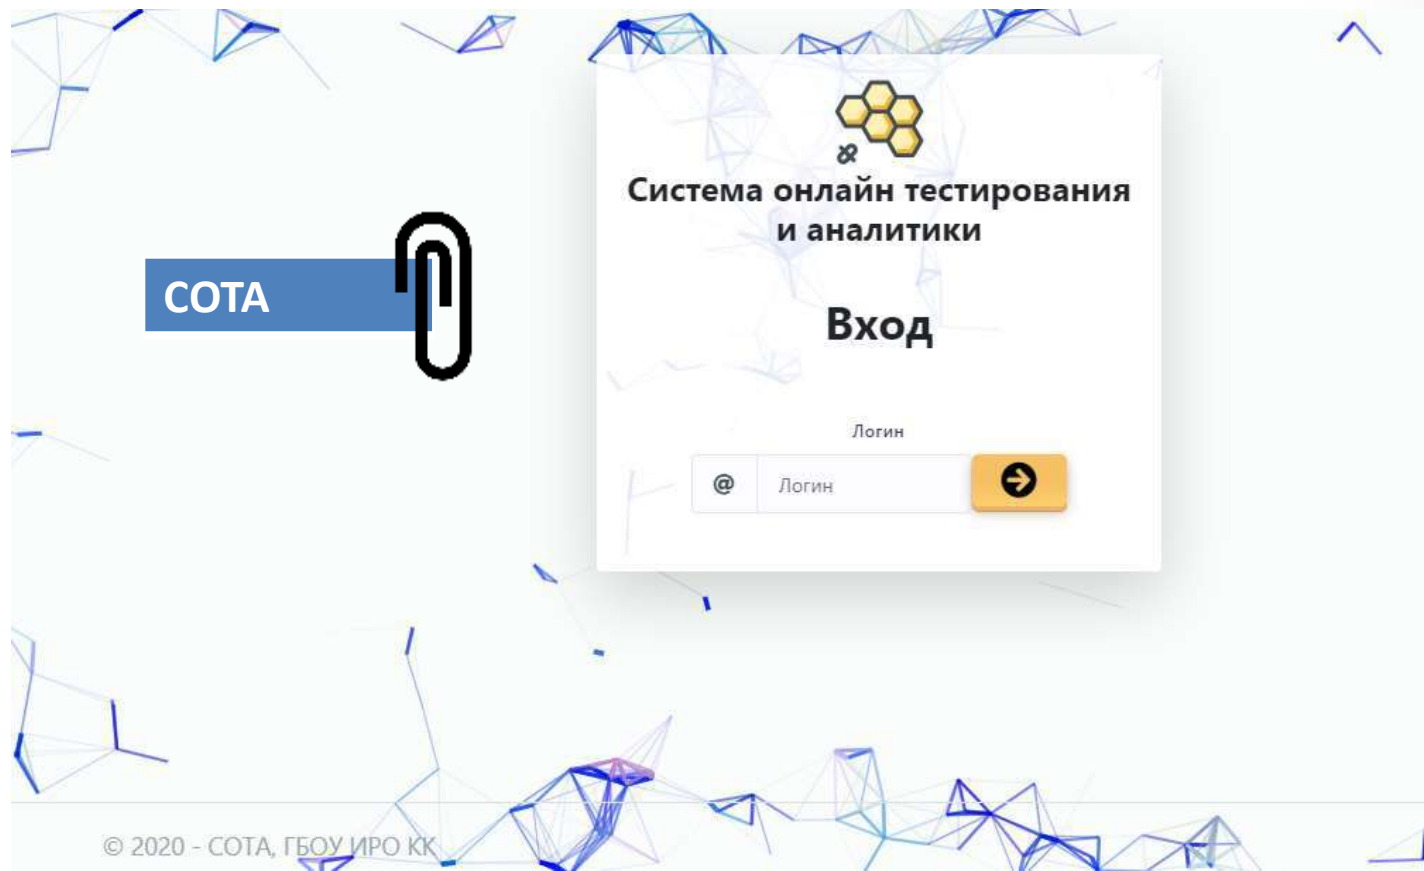 СОТА
Система онлайн тестирования
и аналитики
Вход
Логин
@ Логин
© 2020 - СОТА, ГБОУ ИРО КК